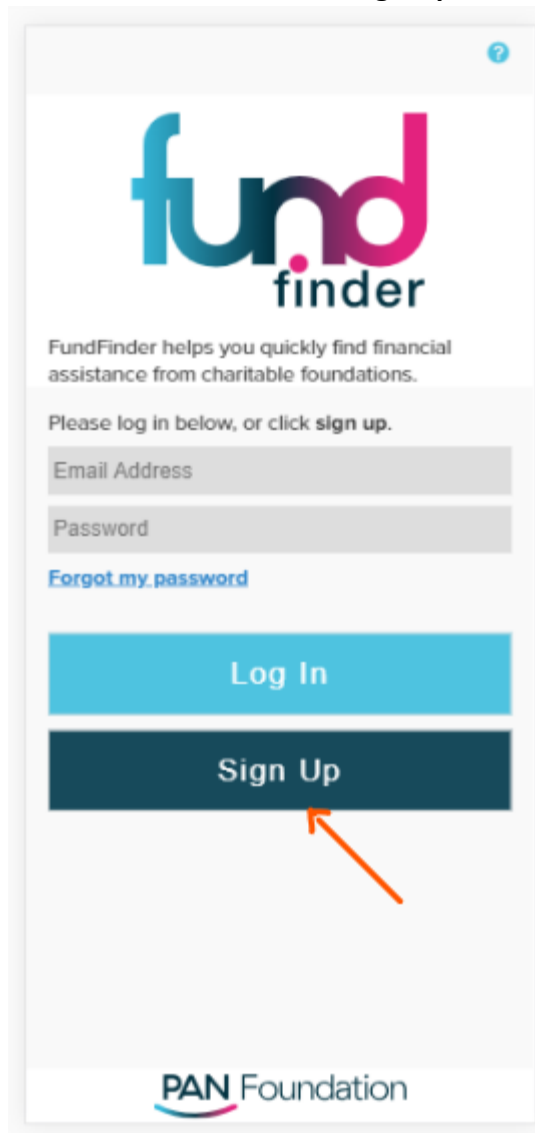 ?
fund
finder
FundFinder helps you quickly find financial
assistance from charitable foundations.
Please log in below, or click sign up.
Email Address
Password
Forgot my password
Log In
Sign Up
PAN Foundation